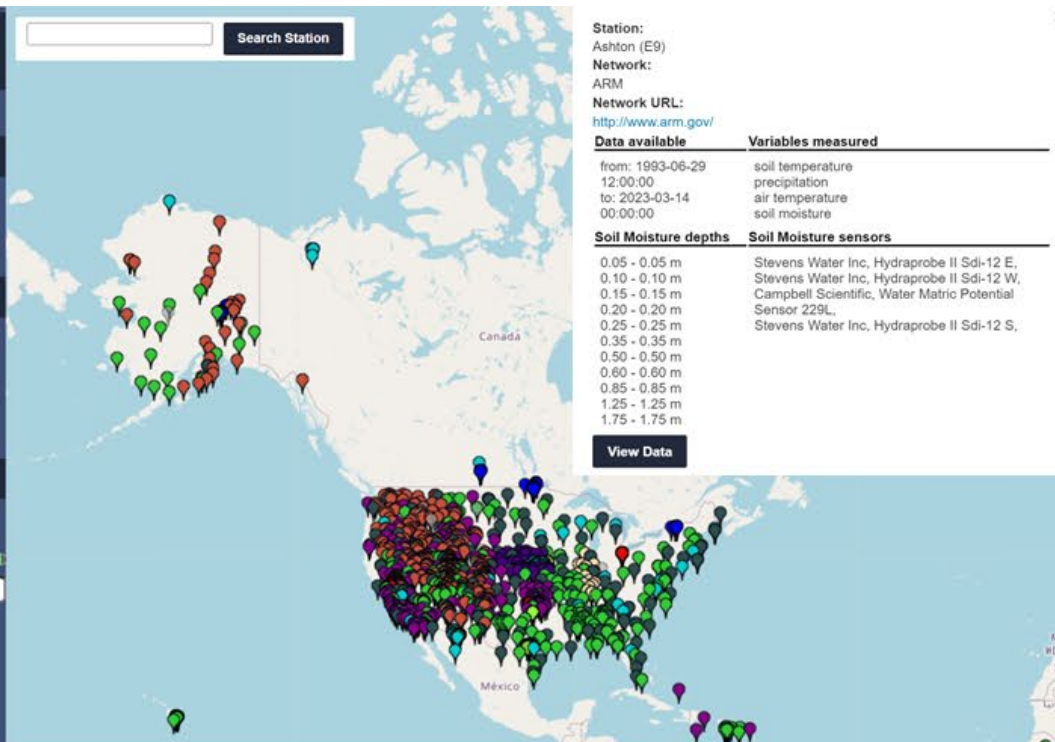 Search Station
Station:
Ashton (E9)
Network:
ARM
Network URL:
http://www.arm.gov/
Data available Variables measured
from: 1993-06-29 soil temperature
12:00:00 precipitation
to: 2023-03-14 air temperature
00:00:00 soil moisture
Soil Moisture depths Soil Moisture sensors
0.05 - 0.05 m Stevens Water Inc, Hydraprobe II Sdi-12 E,
0.10 - 0.10 m Stevens Water Inc, Hydraprobe II Sdi-12 W,
0.15 - 0.15 m Campbell Scientific, Water Matric Potential
0.20 - 0.20 m Sensor 229L,
0.25 - 0.25 m Stevens Water Inc, Hydraprobe II Sdi-12 S,
0.35 - 0.35 m
0.50 - 0.50 m
0.60 - 0.60 m
0.85 - 0.85 m
1.25 - 1.25 m
1.75 - 1.75 m
View Data
Canada
México